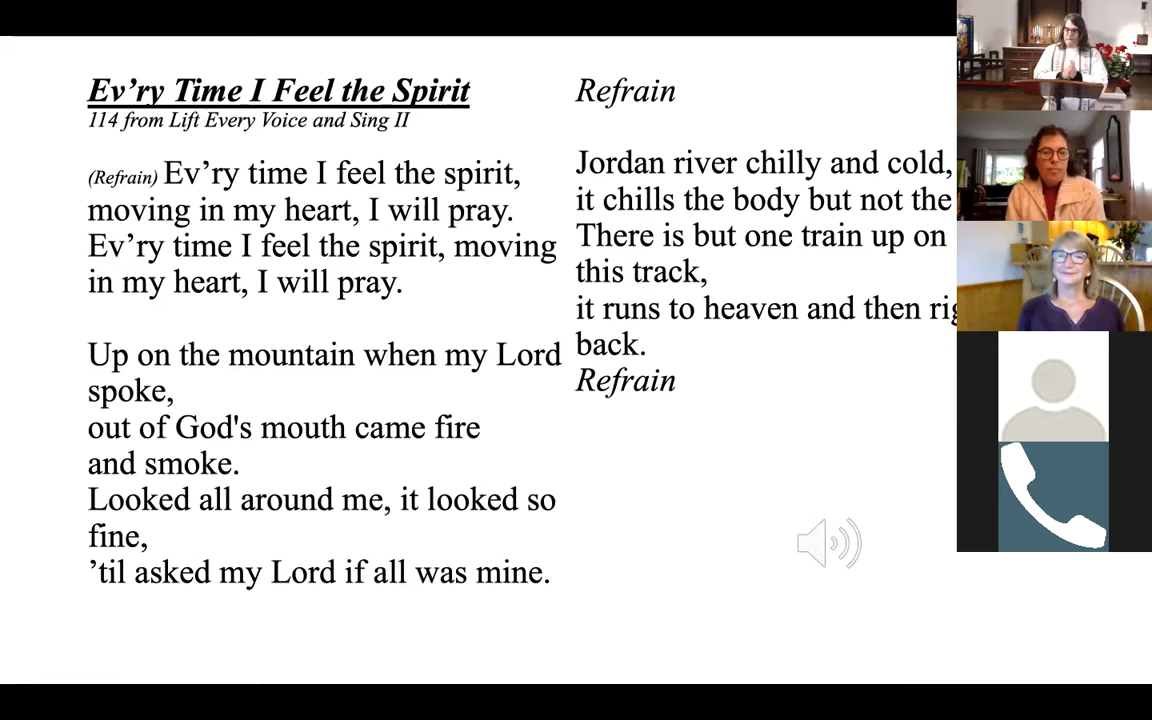 Ev’ry Time I Feel the Spirit
114 from Lift Every Voice and Sing II
(Refrain) Ev’ry time I feel the spirit,
moving in my heart, I will pray.
Ev’ry time I feel the spirit, moving
in my heart, I will pray.
Up on the mountain when my Lord
spoke,
out of God's mouth came fire
and smoke.
Looked all around me, it looked so
fine,
’til asked my Lord if all was mine.
Refrain
Jordan river chilly and cold,
it chills the body but not the
There is but one train up on
this track,
it runs to heaven and then
back.
Refrain